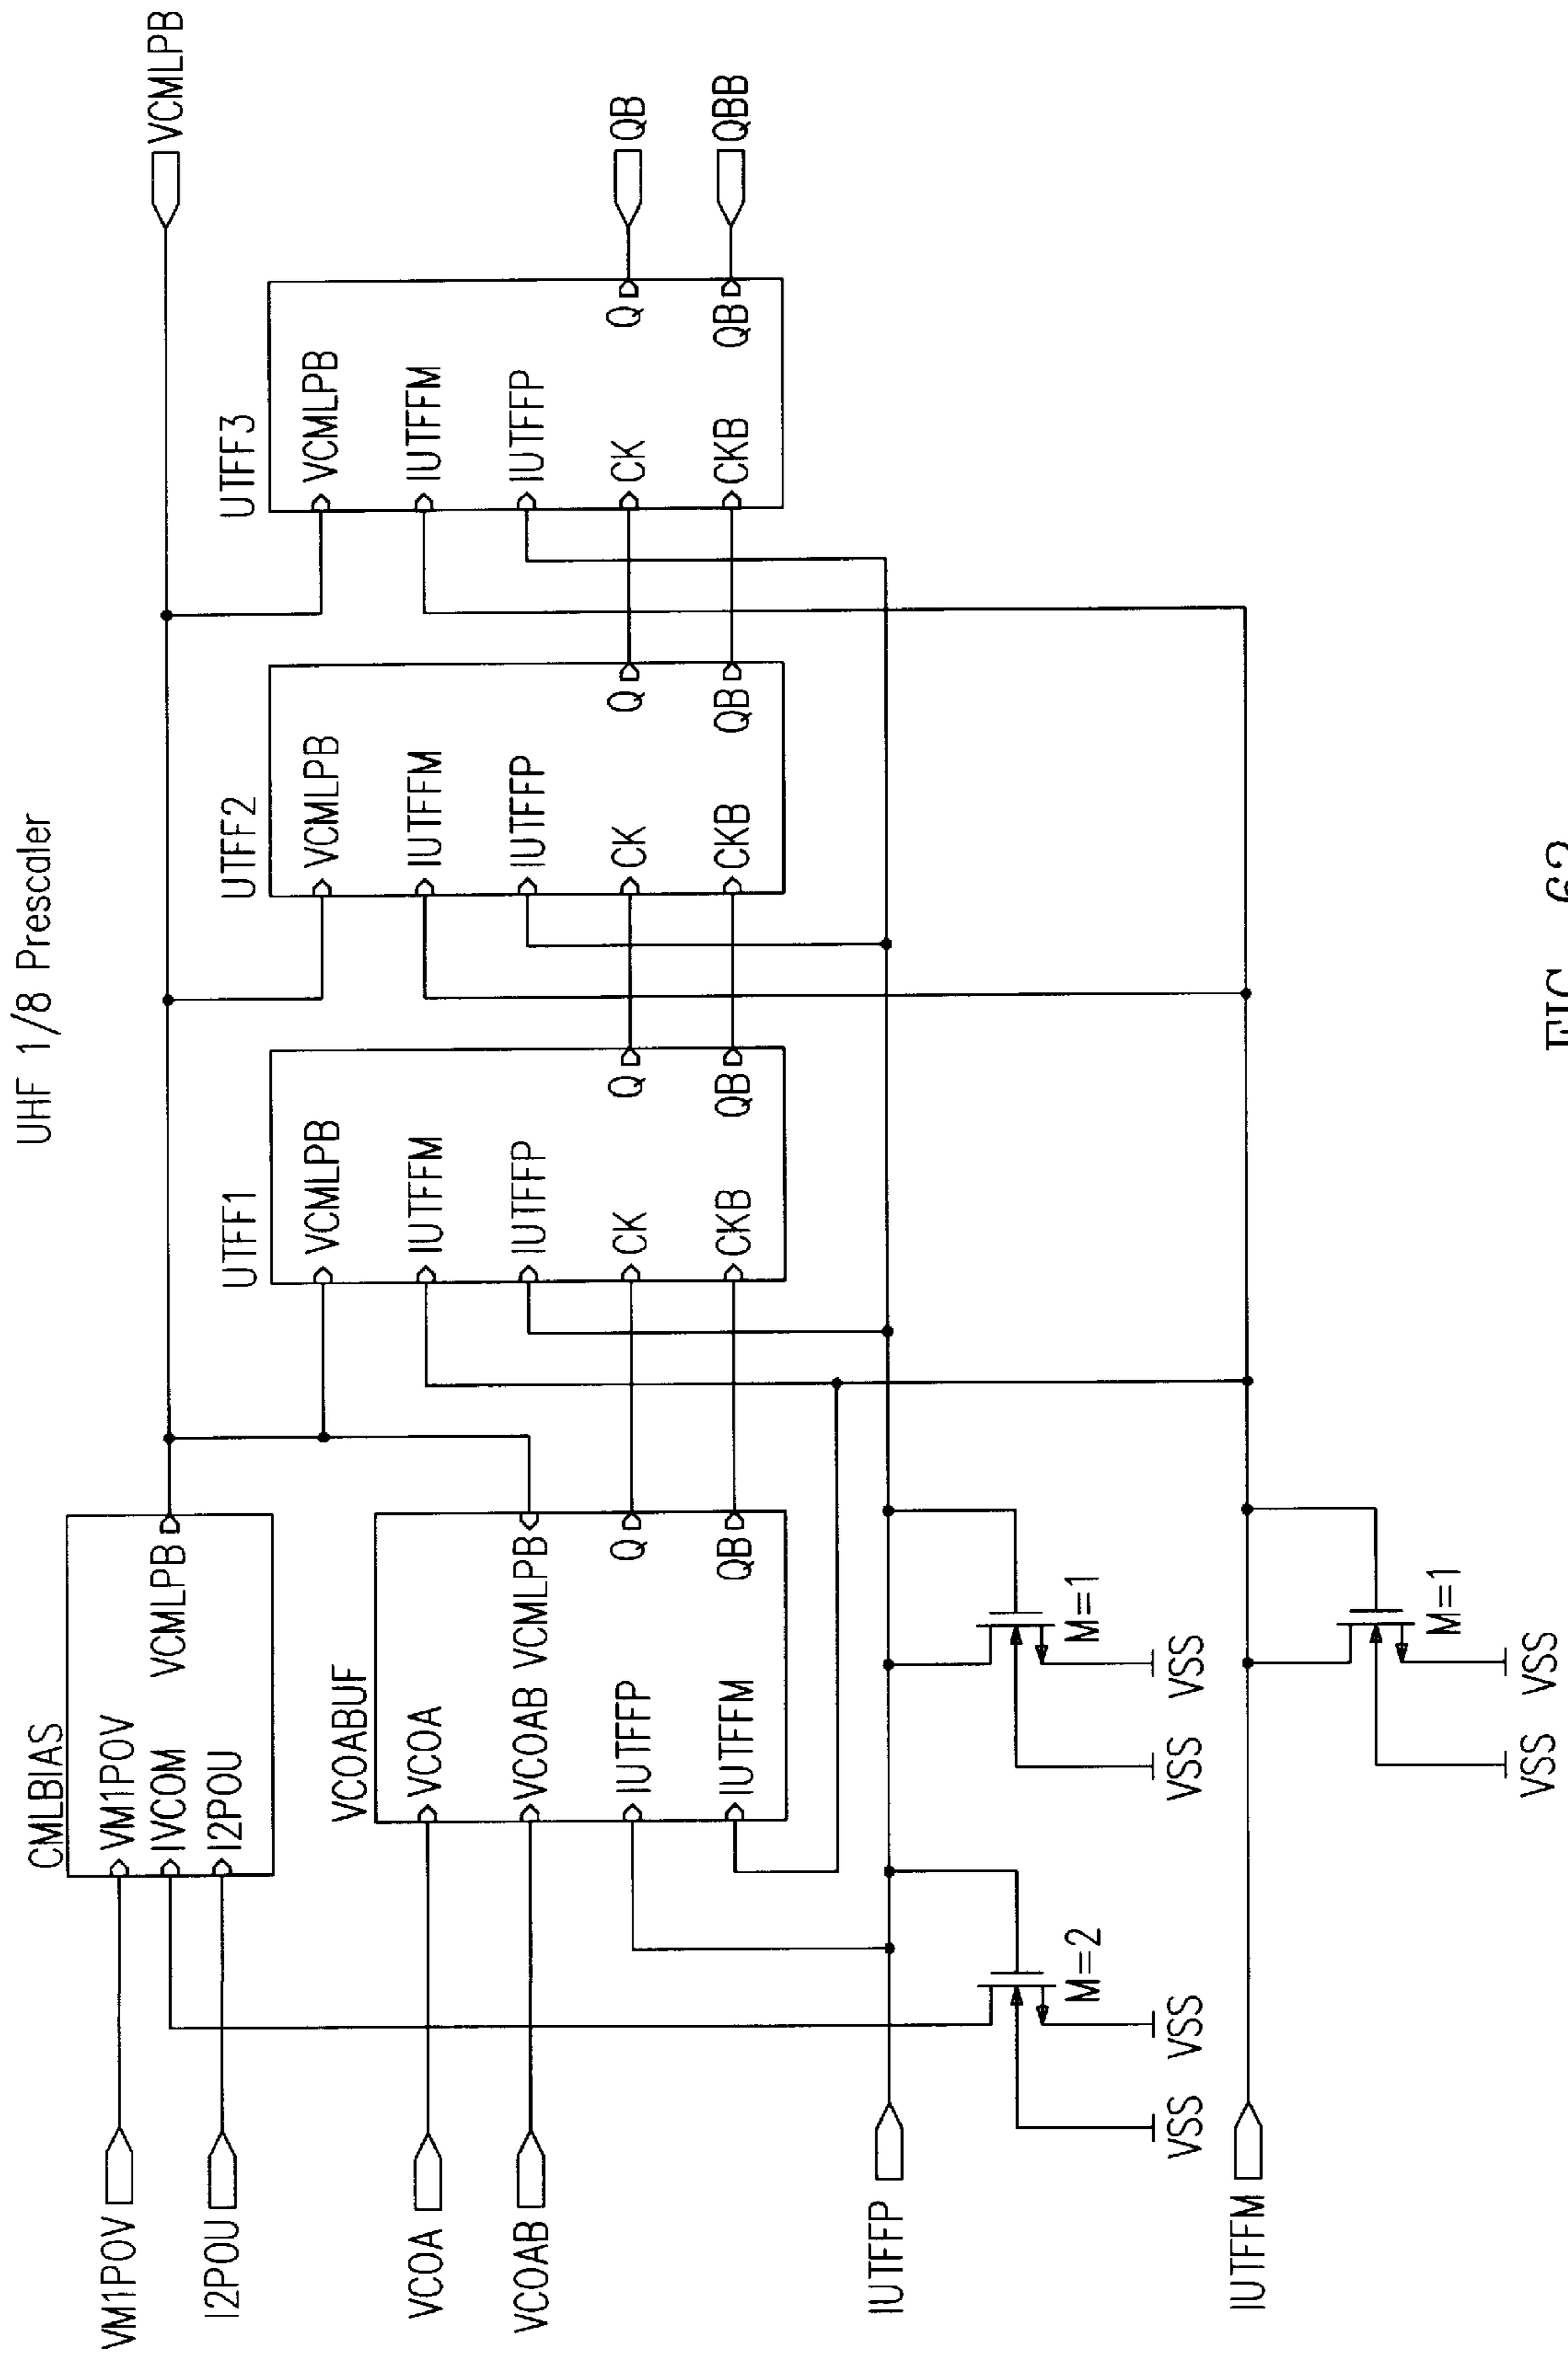 UHF 1/8 Prescaler
VCMLPB
CMLBIAS
VM1POV
VM1POV
IVCOM
VCMLPB
I2POU
I2POU
UTFF1
VCMLPB
IUTFFM
IUTFFP
CK
Q
CKB
QB
UTFF2
VCMLPB
IUTFFM
IUTFFP
CK
Q
CKB
QB
UTFF3
VCMLPB
IUTFFM
IUTFFP
CK
Q
QB
CKB
QB
QBB
VCOABUF
VCOA
VCOA
VCOAB
VCOAB
VCMLPB
IUTFFP
Q
IUTFFM
QB
IUTFFP
M=2
VSS
VSS
M=1
VSS
VSS
IUTFFM
M=1
VSS
VSS